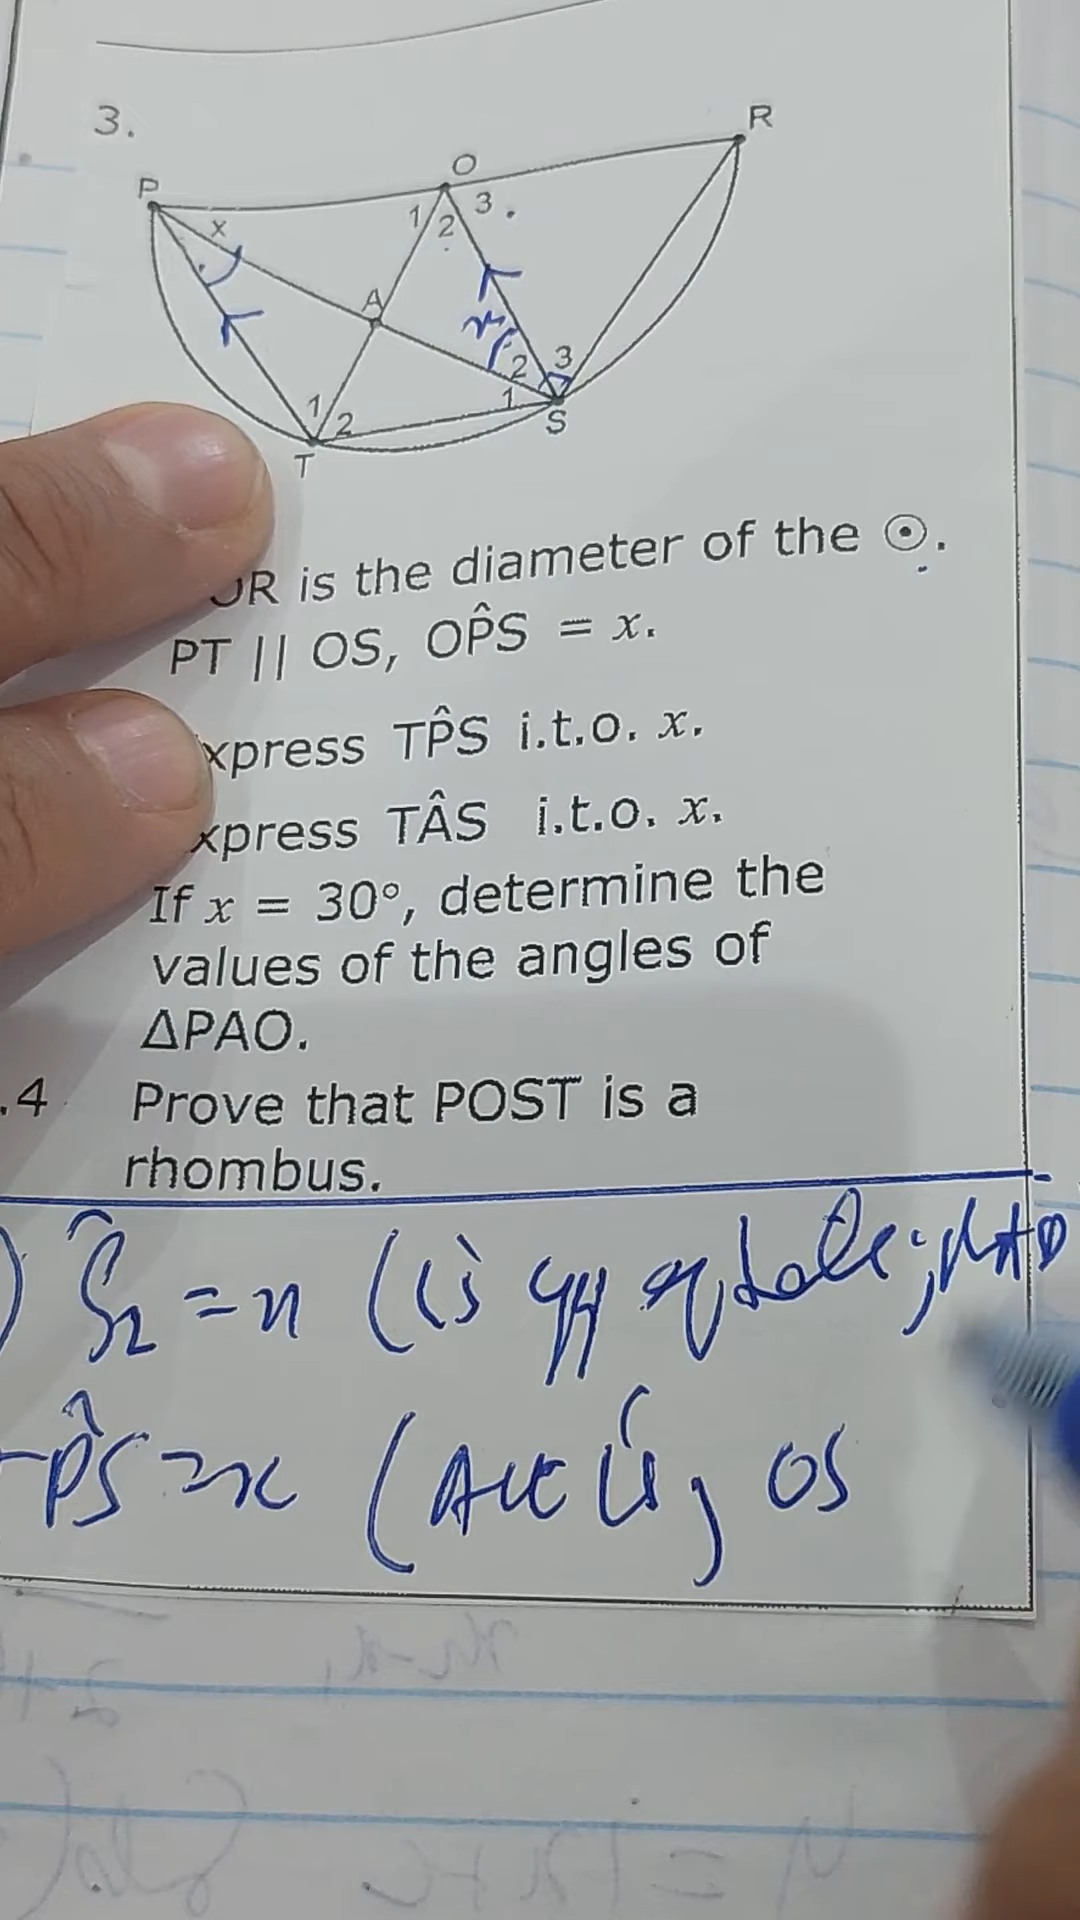 3.
P
O
R
x
1
2
3
A
x
2
3
1
1
2
S
T
OR is the diameter of the ⊙.
PT || OS, OP̂S = x.
xpress TP̂S i.t.o. x.
xpress TÂS i.t.o. x.
If x = 30°, determine the
values of the angles of
ΔPAO.
.4 Prove that POST is a
rhombus.
) Ŝ2 = x (
P̂S = x ( OS